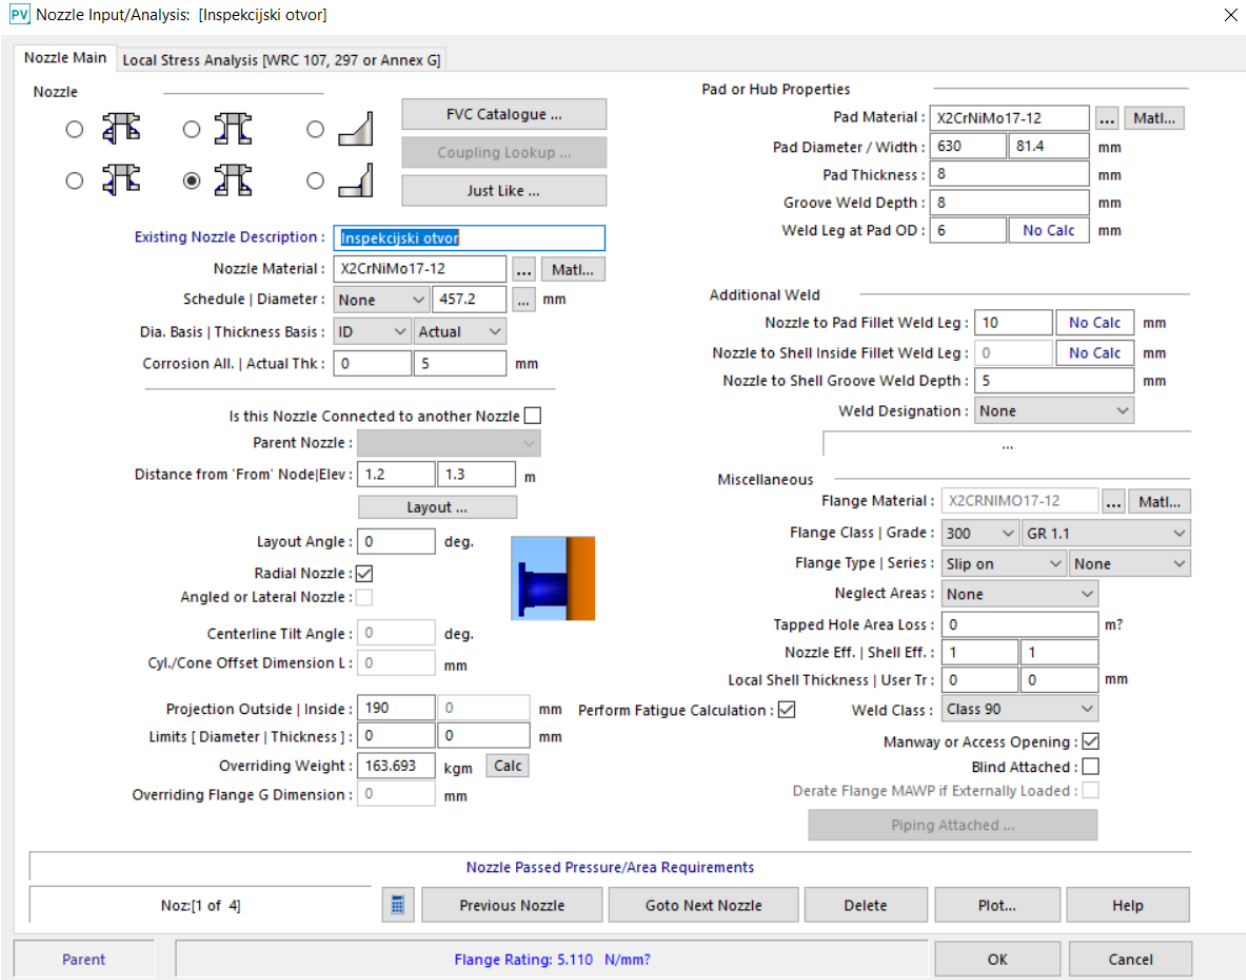 PV Nozzle Input/Analysis: [Inspekcijski otvor]
Nozzle Main Local Stress Analysis [WRC 107, 297 or Annex G]
Nozzle
FVC Catalogue ...
Coupling Lookup ...
Just Like ...
Existing Nozzle Description : Inspekcijski otvor
Nozzle Material : X2CrNiMo17-12 ... Matl...
Schedule | Diameter : None 457.2 ... mm
Dia. Basis | Thickness Basis : ID Actual
Corrosion All. | Actual Thk : 0 5 mm
Is this Nozzle Connected to another Nozzle
Parent Nozzle :
Distance from 'From' Node|Elev : 1.2 1.3 m
Layout ...
Layout Angle : 0 deg.
Radial Nozzle :
Angled or Lateral Nozzle :
Centerline Tilt Angle : 0 deg.
Cyl./Cone Offset Dimension L : 0 mm
Projection Outside | Inside : 190 0 mm
Limits [ Diameter | Thickness ] : 0 0 mm
Overriding Weight : 163.693 kgm Calc
Overriding Flange G Dimension : 0 mm
Pad or Hub Properties
Pad Material : X2CrNiMo17-12 ... Matl...
Pad Diameter / Width : 630 81.4 mm
Pad Thickness : 8 mm
Groove Weld Depth : 8 mm
Weld Leg at Pad OD : 6 No Calc mm
Additional Weld
Nozzle to Pad Fillet Weld Leg : 10 No Calc mm
Nozzle to Shell Inside Fillet Weld Leg : 0 No Calc mm
Nozzle to Shell Groove Weld Depth : 5 mm
Weld Designation : None
...
Miscellaneous
Flange Material : X2CRNIMO17-12 ... Matl...
Flange Class | Grade : 300 GR 1.1
Flange Type | Series : Slip on None
Neglect Areas : None
Tapped Hole Area Loss : 0 m?
Nozzle Eff. | Shell Eff. : 1 1
Local Shell Thickness | User Tr : 0 0 mm
Perform Fatigue Calculation : Weld Class : Class 90
Manway or Access Opening :
Blind Attached :
Derate Flange MAWP if Externally Loaded :
Piping Attached ...
Nozzle Passed Pressure/Area Requirements
Noz:[1 of 4] Previous Nozzle Goto Next Nozzle Delete Plot... Help
Parent Flange Rating: 5.110 N/mm? OK Cancel